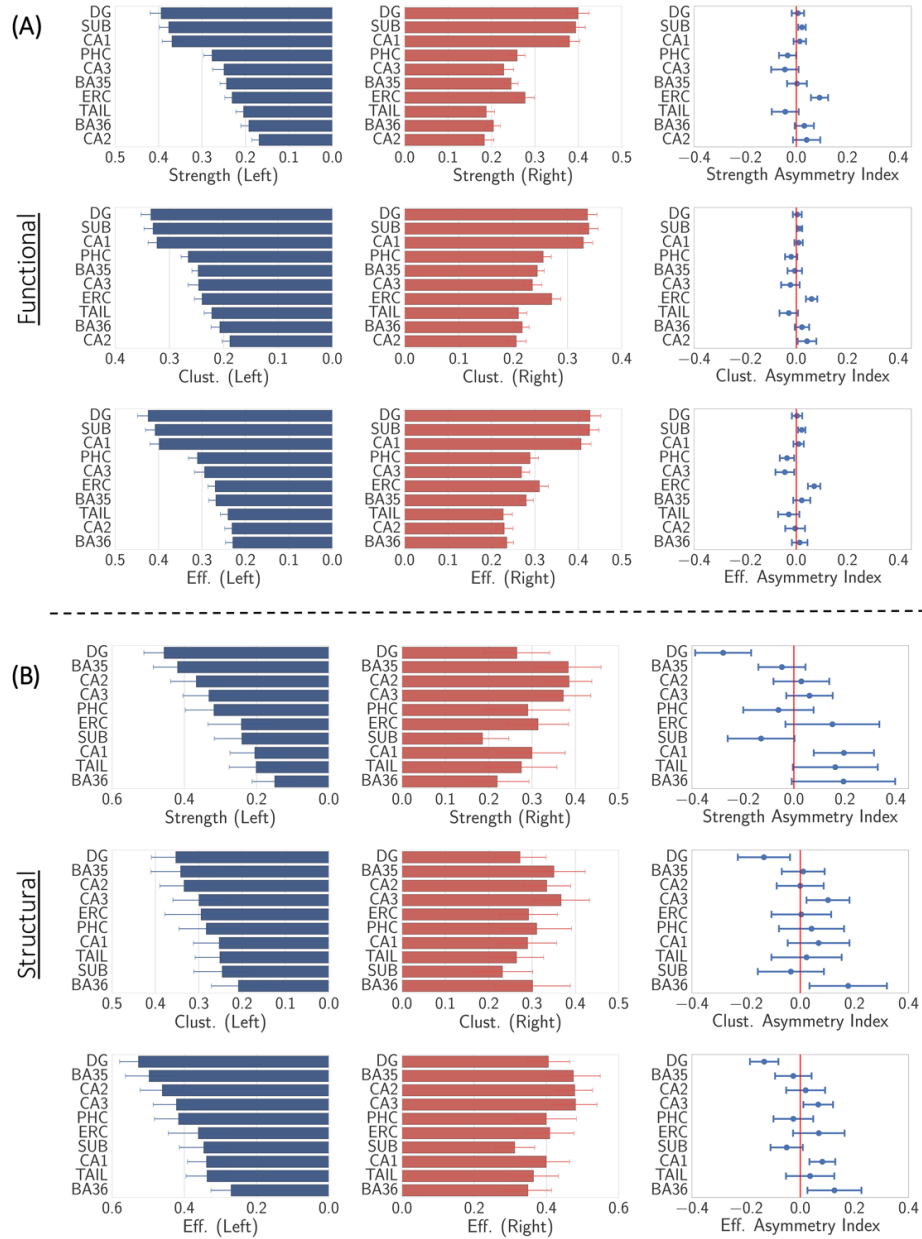 (A)
Functional
DG
SUB
CA1
PHC
CA3
BA35
ERC
TAIL
BA36
CA2
0.5 0.4 0.3 0.2 0.1 0.0
Strength (Left)
DG
SUB
CA1
PHC
CA3
BA35
ERC
TAIL
BA36
CA2
0.0 0.1 0.2 0.3 0.4 0.5
Strength (Right)
DG
SUB
CA1
PHC
CA3
BA35
ERC
TAIL
BA36
CA2
−0.4 −0.2 0.0 0.2 0.4
Strength Asymmetry Index
DG
SUB
CA1
PHC
BA35
CA3
ERC
TAIL
BA36
CA2
0.4 0.3 0.2 0.1 0.0
Clust. (Left)
DG
SUB
CA1
PHC
BA35
CA3
ERC
TAIL
BA36
CA2
0.0 0.1 0.2 0.3 0.4
Clust. (Right)
DG
SUB
CA1
PHC
BA35
CA3
ERC
TAIL
BA36
CA2
−0.4 −0.2 0.0 0.2 0.4
Clust. Asymmetry Index
DG
SUB
CA1
PHC
CA3
ERC
BA35
TAIL
CA2
BA36
0.5 0.4 0.3 0.2 0.1 0.0
Eff. (Left)
DG
SUB
CA1
PHC
CA3
ERC
BA35
TAIL
CA2
BA36
0.0 0.1 0.2 0.3 0.4 0.5
Eff. (Right)
DG
SUB
CA1
PHC
CA3
ERC
BA35
TAIL
CA2
BA36
−0.4 −0.2 0.0 0.2 0.4
Eff. Asymmetry Index
(B)
Structural
DG
BA35
CA2
CA3
PHC
ERC
SUB
CA1
TAIL
BA36
0.6 0.4 0.2 0.0
Strength (Left)
DG
BA35
CA2
CA3
PHC
ERC
SUB
CA1
TAIL
BA36
0.0 0.1 0.2 0.3 0.4 0.5
Strength (Right)
DG
BA35
CA2
CA3
PHC
ERC
SUB
CA1
TAIL
BA36
−0.4 −0.2 0.0 0.2 0.4
Strength Asymmetry Index
DG
BA35
CA2
CA3
ERC
PHC
CA1
TAIL
SUB
BA36
0.5 0.4 0.3 0.2 0.1 0.0
Clust. (Left)
DG
BA35
CA2
CA3
ERC
PHC
CA1
TAIL
SUB
BA36
0.0 0.1 0.2 0.3 0.4 0.5
Clust. (Right)
DG
BA35
CA2
CA3
ERC
PHC
CA1
TAIL
SUB
BA36
−0.4 −0.2 0.0 0.2 0.4
Clust. Asymmetry Index
DG
BA35
CA2
CA3
PHC
ERC
SUB
CA1
TAIL
BA36
0.6 0.4 0.2 0.0
Eff. (Left)
DG
BA35
CA2
CA3
PHC
ERC
SUB
CA1
TAIL
BA36
0.0 0.2 0.4 0.6
Eff. (Right)
DG
BA35
CA2
CA3
PHC
ERC
SUB
CA1
TAIL
BA36
−0.4 −0.2 0.0 0.2 0.4
Eff. Asymmetry Index